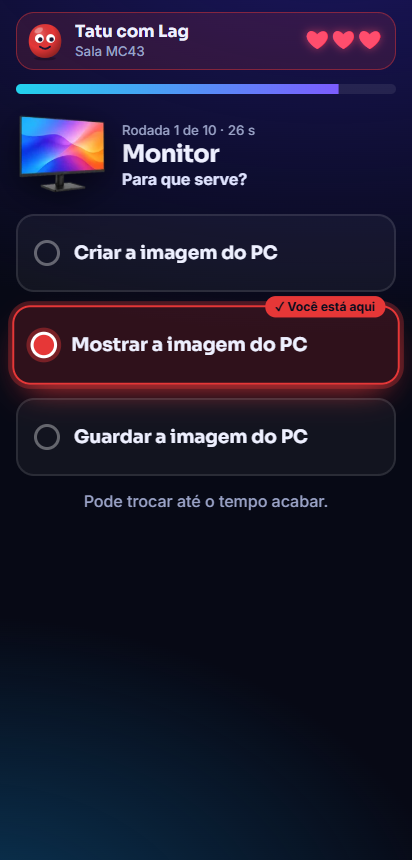 Tatu com Lag
Sala MC43
Rodada 1 de 10 · 26 s
Monitor
Para que serve?
Criar a imagem do PC
✓ Você está aqui
Mostrar a imagem do PC
Guardar a imagem do PC
Pode trocar até o tempo acabar.